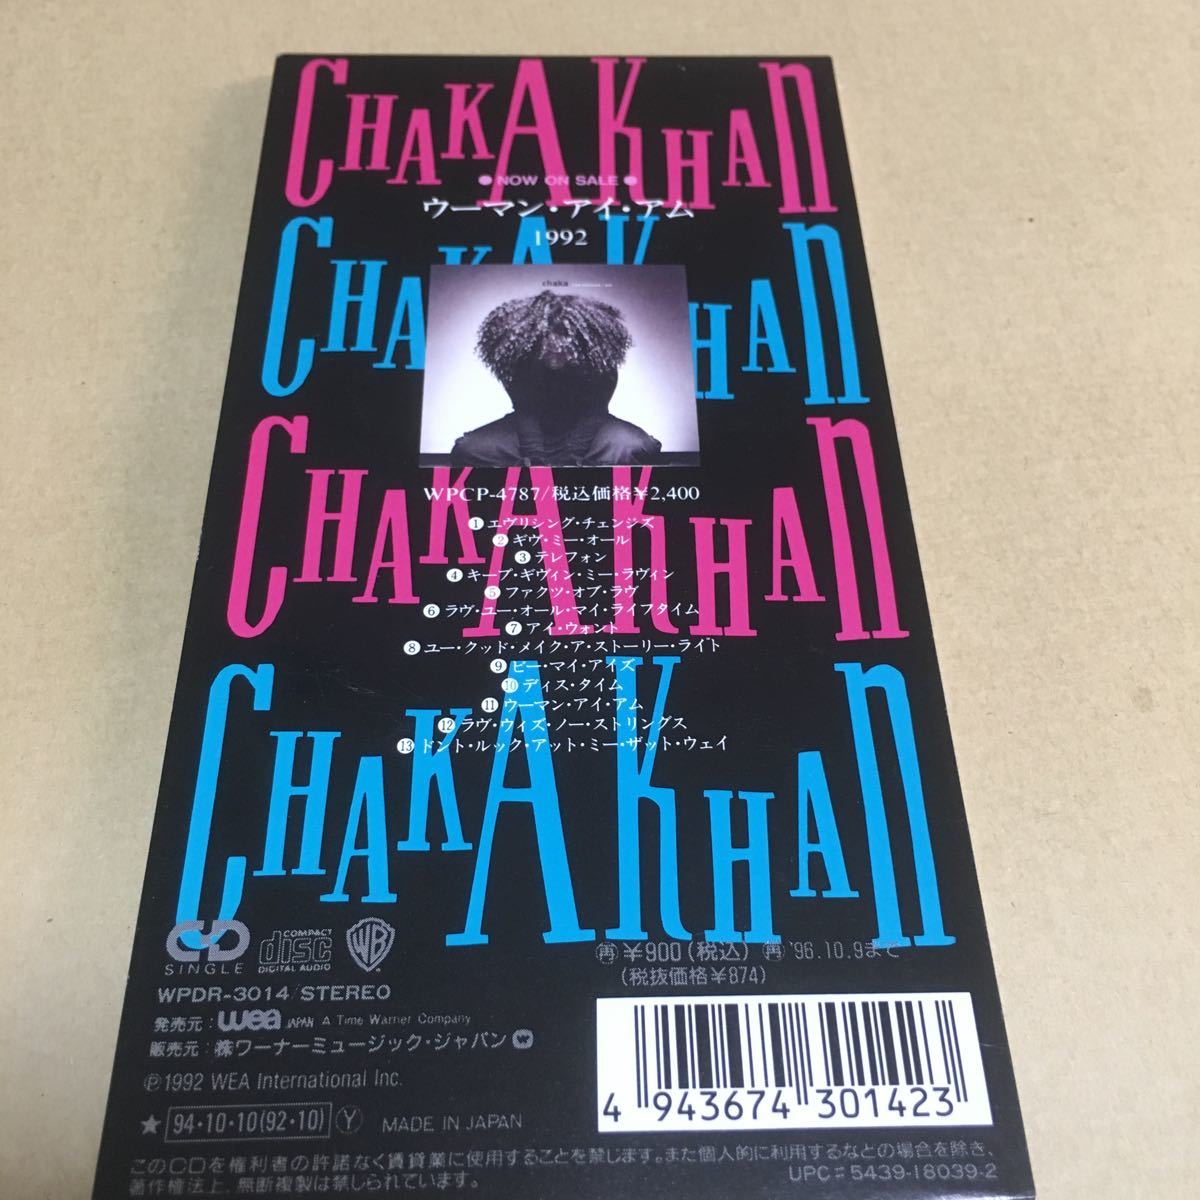 CHAKA KHAN
● NOW ON SALE ●
ウーマン・アイ・アム
1992
CHAKA KHAN
chaka
CHAKA KHAN
WPCP-4787/税込価格¥2,400
1 エヴリシング・チェンジズ
2 ギヴ・ミー・オール
3 テレフォン
4 キープ・ギヴィン・ミー・ラヴィン
5 ファクツ・オブ・ラヴ
6 ラヴ・ユー・オール・マイ・ライフタイム
7 アイ・ウォント
8 ユー・クッド・メイク・ア・ストーリー・ライト
9 ビー・マイ・アイズ
10 ディス・タイム
11 ウーマン・アイ・アム
12 ラヴ・ウィズ・ノー・ストリングス
13 ドント・ルック・アット・ミー・ザット・ウェイ
CHAKA KHAN
CD SINGLE
COMPACT disc DIGITAL AUDIO
WB
WPDR-3014/STEREO
発売元：wea JAPAN A Time Warner Company
販売元：㈱ワーナーミュージック・ジャパン
℗1992 WEA International Inc.
★ 94・10・10(92・10) Ⓨ MADE IN JAPAN
再 ¥900(税込) 再 '96.10.9まで
(税抜価格¥874)
4 943674 301423
このCDを権利者の許諾なく賃貸業に使用することを禁じます。また個人的に利用するなどの場合を除き、
著作権法上、無断複製は禁じられています。
UPC=5439-18039-2